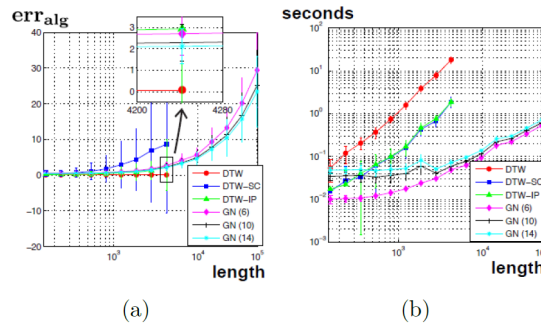 err_alg
seconds
40
30
20
10
0
−10
−20
3
2
1
0
4200
4240
4280
DTW
DTW-SC
DTW-IP
GN (6)
GN (10)
GN (14)
10^3
10^4
10^5
length
10^2
10^1
10^0
10^−1
10^−2
10^−3
DTW
DTW-SC
DTW-IP
GN (6)
GN (10)
GN (14)
10^3
10^4
10^5
length
(a)
(b)